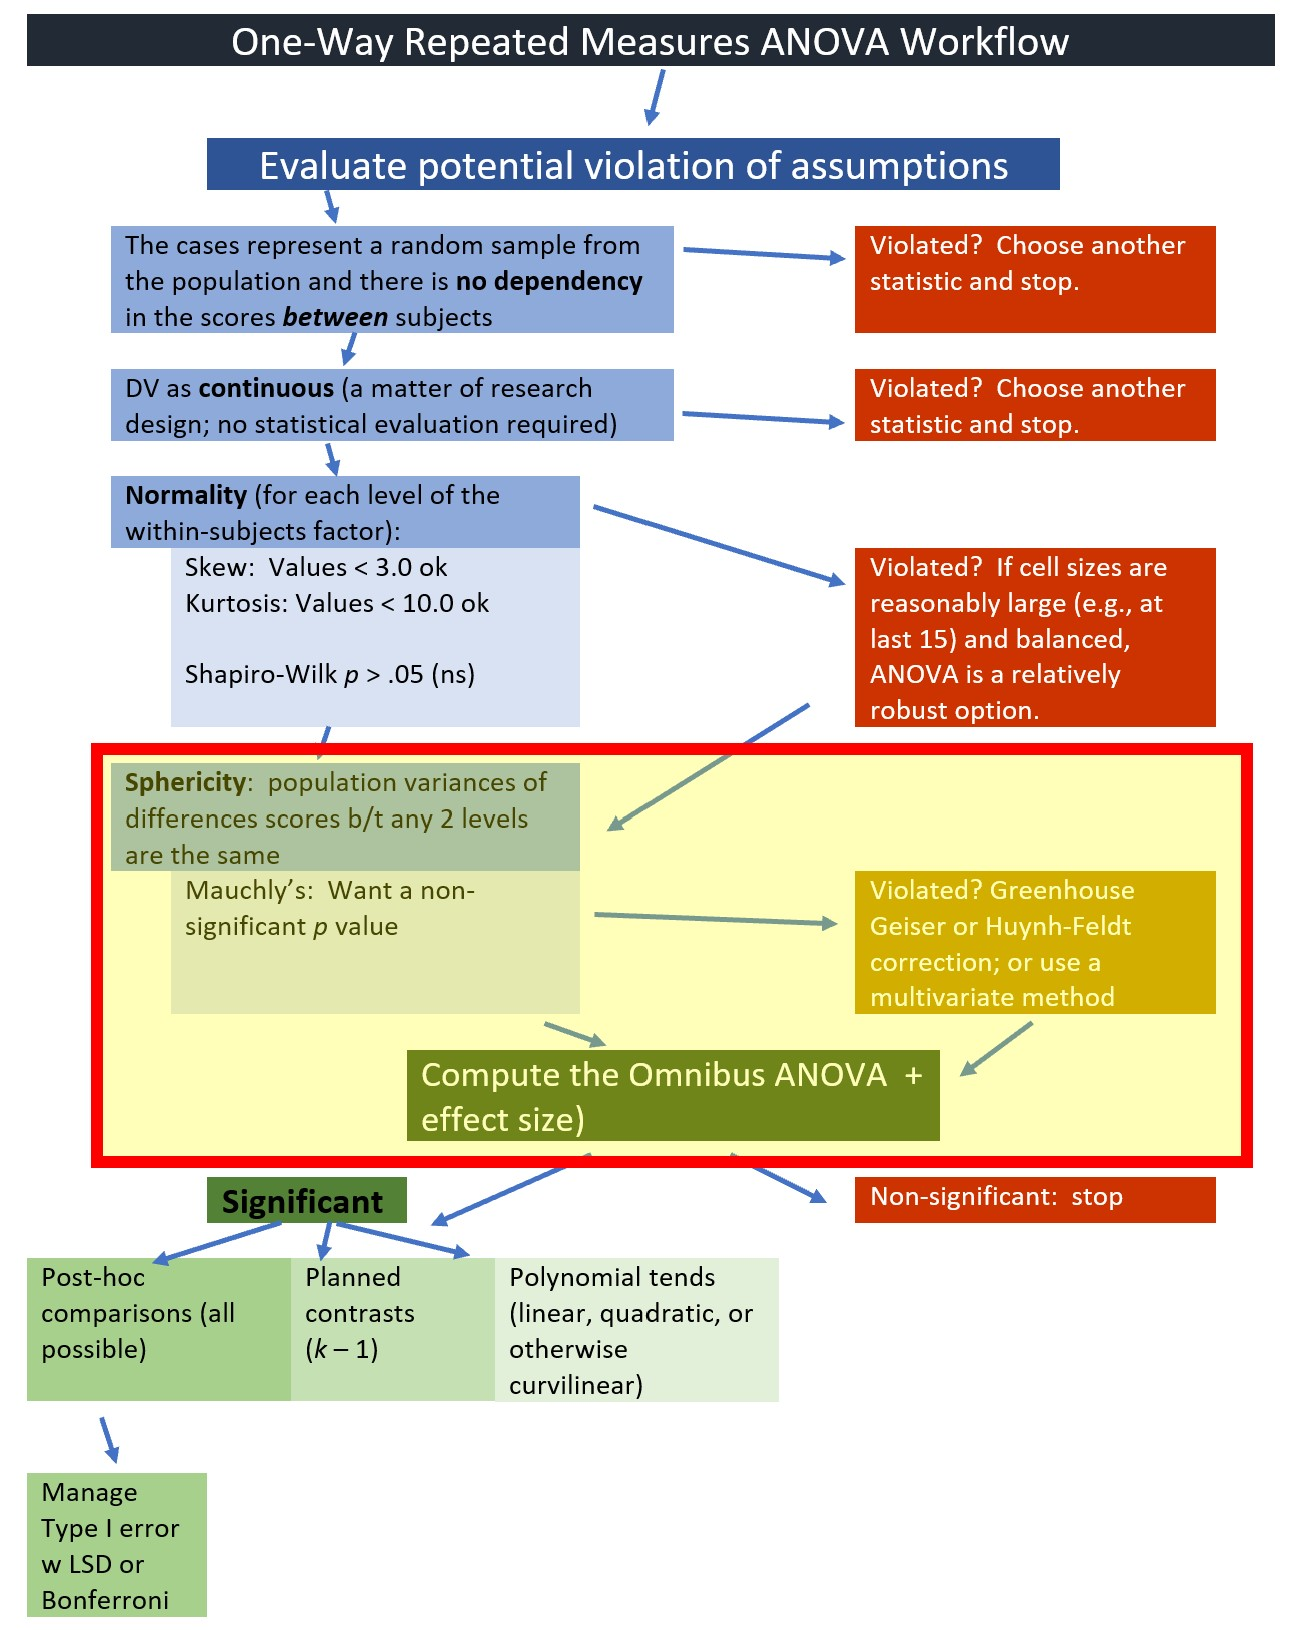 One-Way Repeated Measures ANOVA Workflow
Evaluate potential violation of assumptions
The cases represent a random sample from
the population and there is no dependency
in the scores between subjects
Violated?  Choose another
statistic and stop.
DV as continuous (a matter of research
design; no statistical evaluation required)
Violated?  Choose another
statistic and stop.
Normality (for each level of the
within-subjects factor):
Skew:  Values < 3.0 ok
Kurtosis: Values < 10.0 ok
Shapiro-Wilk p > .05 (ns)
Violated?  If cell sizes are
reasonably large (e.g., at
last 15) and balanced,
ANOVA is a relatively
robust option.
Sphericity:  population variances of
differences scores b/t any 2 levels
are the same
Mauchly’s:  Want a non-
significant p value
Violated? Greenhouse
Geiser or Huynh-Feldt
correction; or use a
multivariate method
Compute the Omnibus ANOVA  +
effect size)
Significant
Non-significant:  stop
Post-hoc
comparisons (all
possible)
Planned
contrasts
(k – 1)
Polynomial tends
(linear, quadratic, or
otherwise
curvilinear)
Manage
Type I error
w LSD or
Bonferroni